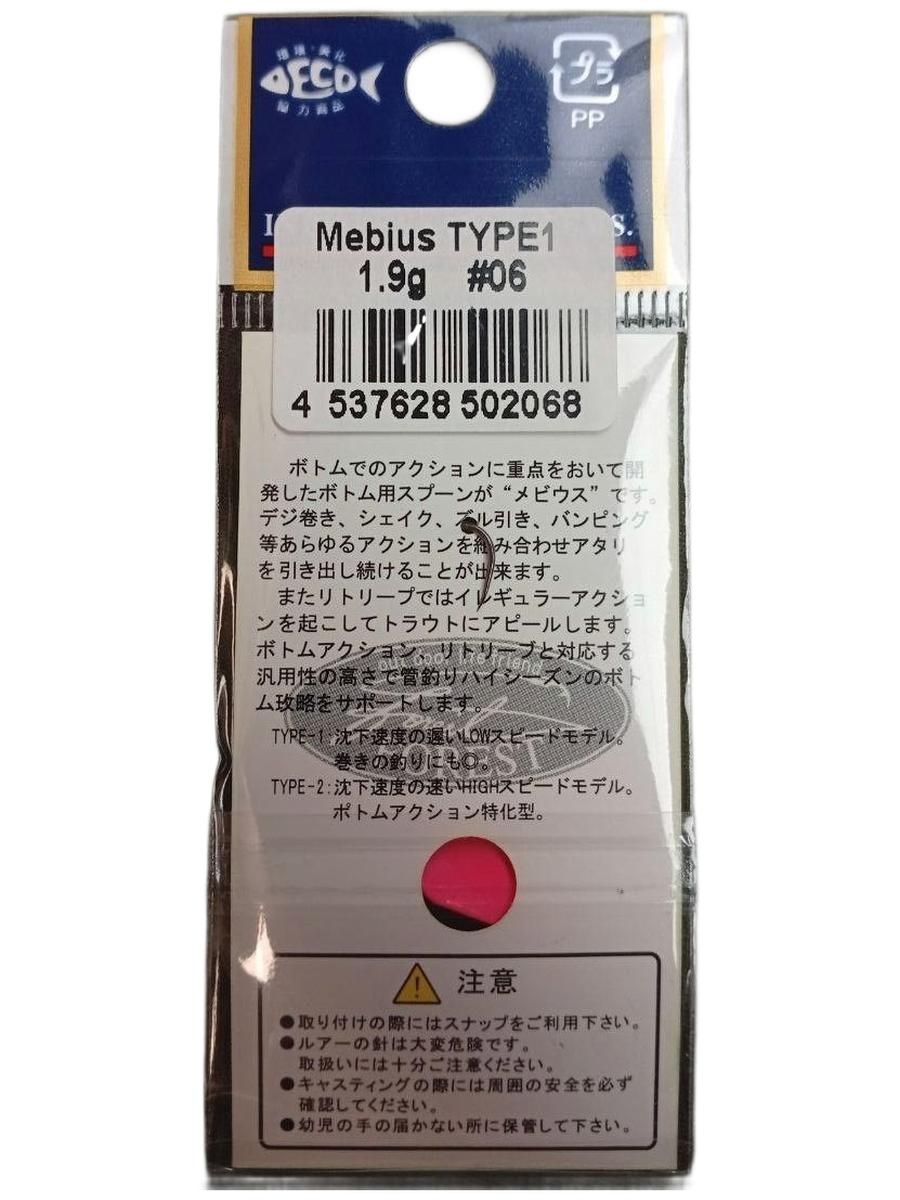 環境・美化
DECO
協力商品
プラ
PP
S.
Mebius TYPE1
1.9g #06
4 537628 502068
ボトムでのアクションに重点をおいて開
発したボトム用スプーンが“メビウス”です。
デジ巻き、シェイク、ズル引き、バンピング
等あらゆるアクションを組み合わせアタリ
を引き出し続けることが出来ます。
またリトリーブではイレギュラーアクショ
ンを起こしてトラウトにアピールします。
ボトムアクション、リトリーブと対応する
汎用性の高さで管釣りハイシーズンのボト
ム攻略をサポートします。
out door life friend
FOREST
TYPE-1:沈下速度の遅いLOWスピードモデル。
巻きの釣りにも◎。
TYPE-2:沈下速度の速いHIGHスピードモデル。
ボトムアクション特化型。
注意
●取り付けの際にはスナップをご利用下さい。
●ルアーの針は大変危険です。
取扱いには十分ご注意ください。
●キャスティングの際には周囲の安全を必ず
確認してください。
●幼児の手の届かない所に保管して下さい。